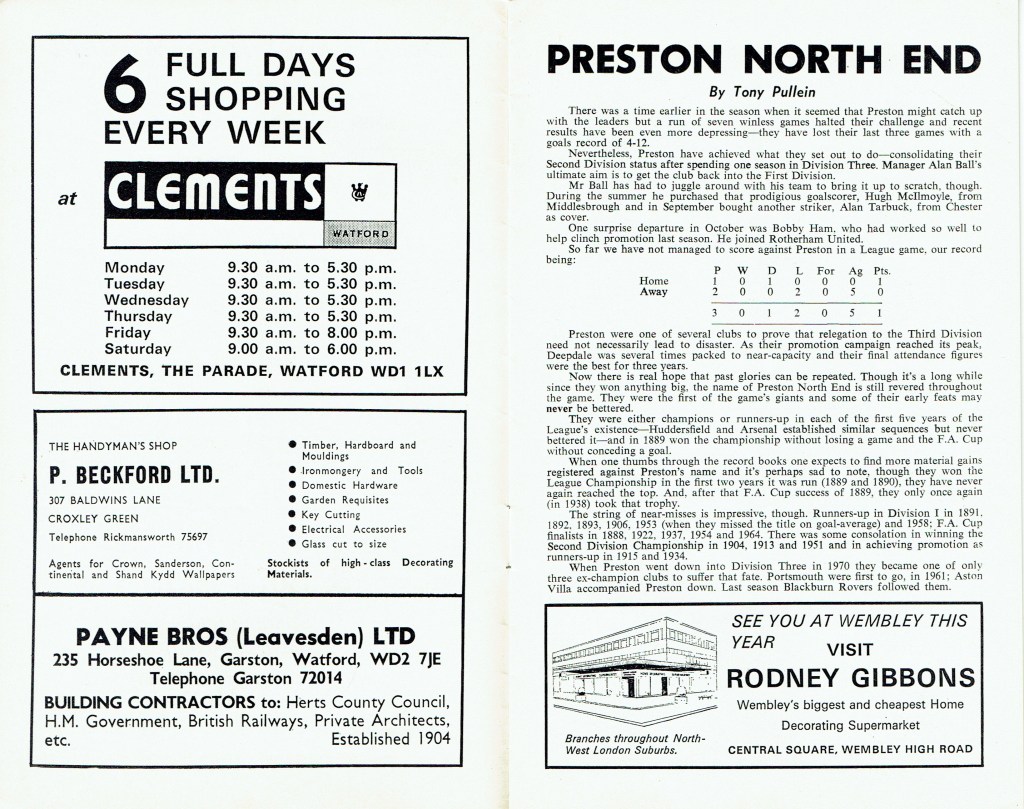 6 FULL DAYS
SHOPPING
EVERY WEEK
at CLEMENTS
WATFORD
Monday 9.30 a.m. to 5.30 p.m.
Tuesday 9.30 a.m. to 5.30 p.m.
Wednesday 9.30 a.m. to 5.30 p.m.
Thursday 9.30 a.m. to 5.30 p.m.
Friday 9.30 a.m. to 8.00 p.m.
Saturday 9.00 a.m. to 6.00 p.m.
CLEMENTS, THE PARADE, WATFORD WD1 1LX
THE HANDYMAN'S SHOP
P. BECKFORD LTD.
307 BALDWINS LANE
CROXLEY GREEN
Telephone Rickmansworth 75697
Agents for Crown, Sanderson, Con-
tinental and Shand Kydd Wallpapers
● Timber, Hardboard and
Mouldings
● Ironmongery and Tools
● Domestic Hardware
● Garden Requisites
● Key Cutting
● Electrical Accessories
● Glass cut to size
Stockists of high-class Decorating
Materials.
PAYNE BROS (Leavesden) LTD
235 Horseshoe Lane, Garston, Watford, WD2 7JE
Telephone Garston 72014
BUILDING CONTRACTORS to: Herts County Council,
H.M. Government, British Railways, Private Architects,
etc. Established 1904
PRESTON NORTH END
By Tony Pullein
There was a time earlier in the season when it seemed that Preston might catch up
with the leaders but a run of seven winless games halted their challenge and recent
results have been even more depressing—they have lost their last three games with a
goals record of 4-12.
Nevertheless, Preston have achieved what they set out to do—consolidating their
Second Division status after spending one season in Division Three. Manager Alan Ball's
ultimate aim is to get the club back into the First Division.
Mr Ball has had to juggle around with his team to bring it up to scratch, though.
During the summer he purchased that prodigious goalscorer, Hugh McIlmoyle, from
Middlesbrough and in September bought another striker, Alan Tarbuck, from Chester
as cover.
One surprise departure in October was Bobby Ham, who had worked so well to
help clinch promotion last season. He joined Rotherham United.
So far we have not managed to score against Preston in a League game, our record
being:
P W D L For Ag Pts.
Home 1 0 1 0 0 0 1
Away 2 0 0 2 0 5 0
3 0 1 2 0 5 1
Preston were one of several clubs to prove that relegation to the Third Division
need not necessarily lead to disaster. As their promotion campaign reached its peak,
Deepdale was several times packed to near-capacity and their final attendance figures
were the best for three years.
Now there is real hope that past glories can be repeated. Though it's a long while
since they won anything big, the name of Preston North End is still revered throughout
the game. They were the first of the game's giants and some of their early feats may
never be bettered.
They were either champions or runners-up in each of the first five years of the
League's existence—Huddersfield and Arsenal established similar sequences but never
bettered it—and in 1889 won the championship without losing a game and the F.A. Cup
without conceding a goal.
When one thumbs through the record books one expects to find more material gains
registered against Preston's name and it's perhaps sad to note, though they won the
League Championship in the first two years it was run (1889 and 1890), they have never
again reached the top. And, after that F.A. Cup success of 1889, they only once again
(in 1938) took that trophy.
The string of near-misses is impressive, though. Runners-up in Division I in 1891,
1892, 1893, 1906, 1953 (when they missed the title on goal-average) and 1958; F.A. Cup
finalists in 1888, 1922, 1937, 1954 and 1964. There was some consolation in winning the
Second Division Championship in 1904, 1913 and 1951 and in achieving promotion as
runners-up in 1915 and 1934.
When Preston went down into Division Three in 1970 they became one of only
three ex-champion clubs to suffer that fate. Portsmouth were first to go, in 1961; Aston
Villa accompanied Preston down. Last season Blackburn Rovers followed them.
SEE YOU AT WEMBLEY THIS
YEAR VISIT
RODNEY GIBBONS
Wembley's biggest and cheapest Home
Decorating Supermarket
Branches throughout North-
West London Suburbs.
CENTRAL SQUARE, WEMBLEY HIGH ROAD